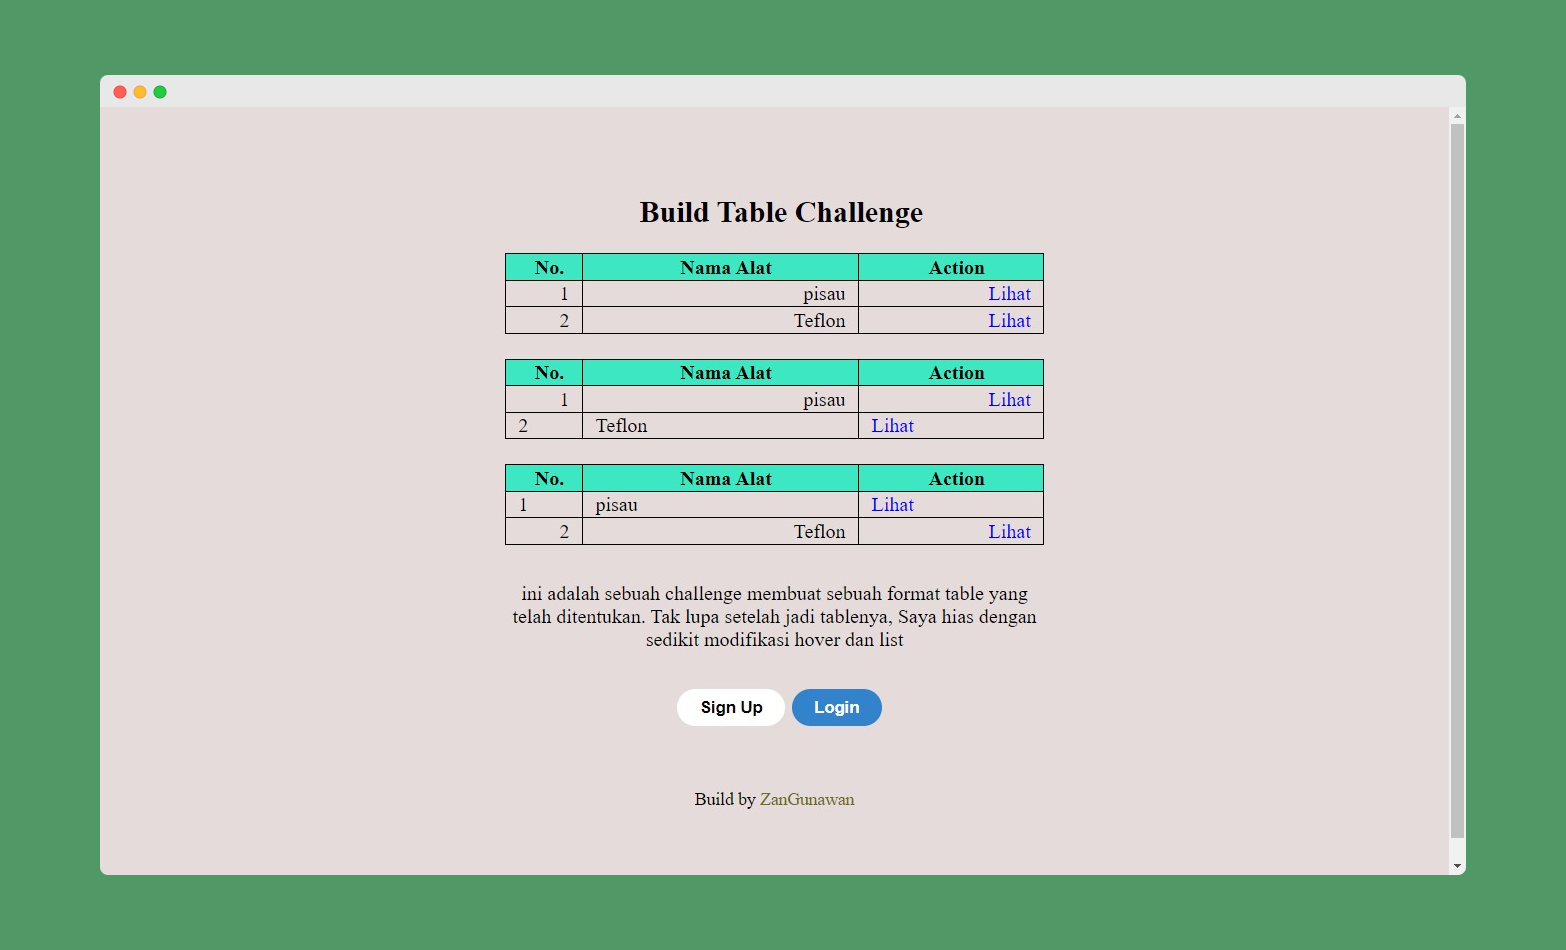 Build Table Challenge
No. Nama Alat Action
1 pisau Lihat
2 Teflon Lihat
No. Nama Alat Action
1 pisau Lihat
2 Teflon Lihat
No. Nama Alat Action
1 pisau Lihat
2 Teflon Lihat
ini adalah sebuah challenge membuat sebuah format table yang
telah ditentukan. Tak lupa setelah jadi tablenya, Saya hias dengan
sedikit modifikasi hover dan list
Sign Up Login
Build by ZanGunawan